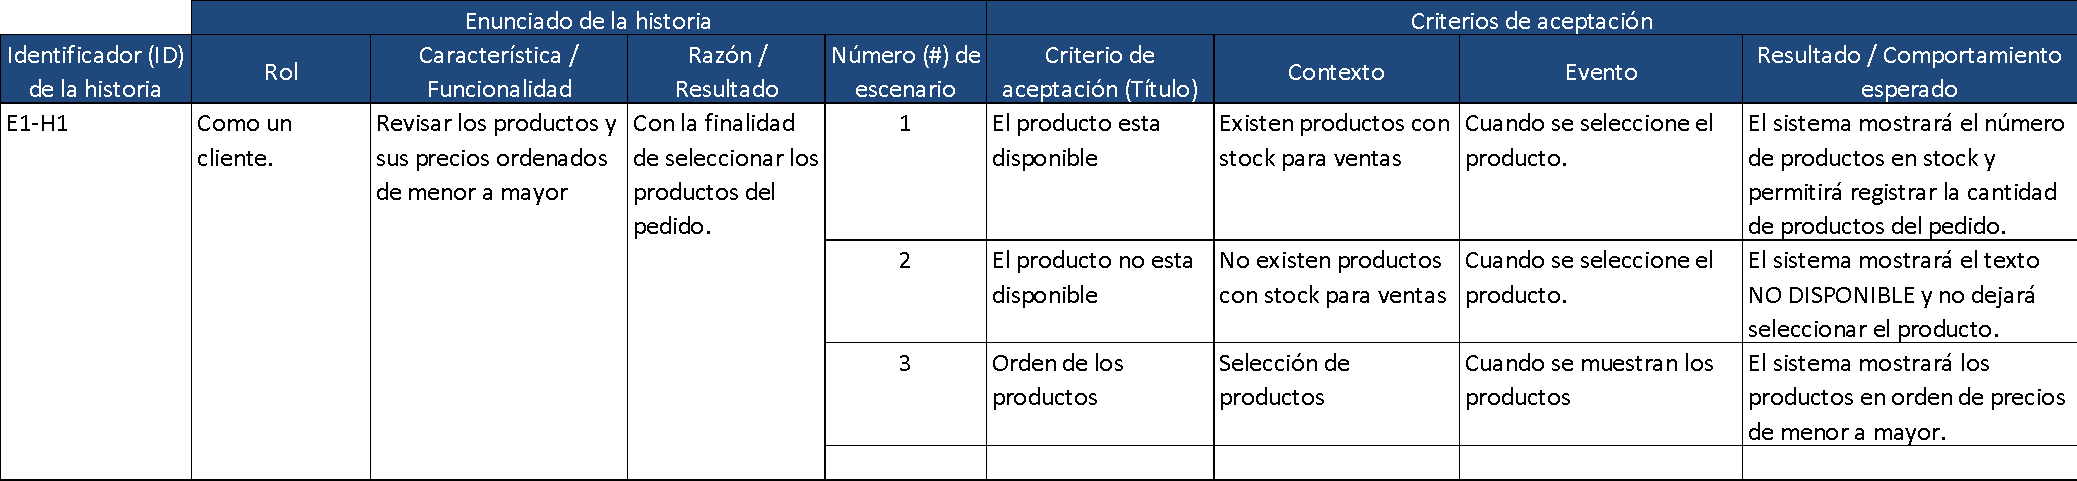 Enunciado de la historia
Criterios de aceptación
Identificador (ID)
de la historia
Rol
Característica /
Funcionalidad
Razón /
Resultado
Número (#) de
escenario
Criterio de
aceptación (Título)
Contexto
Evento
Resultado / Comportamiento
esperado
E1-H1
Como un
cliente.
Revisar los productos y
sus precios ordenados
de menor a mayor
Con la finalidad
de seleccionar los
productos del
pedido.
1
El producto esta
disponible
Existen productos con
stock para ventas
Cuando se seleccione el
producto.
El sistema mostrará el número
de productos en stock y
permitirá registrar la cantidad
de productos del pedido.
2
El producto no esta
disponible
No existen productos
con stock para ventas
Cuando se seleccione el
producto.
El sistema mostrará el texto
NO DISPONIBLE y no dejará
seleccionar el producto.
3
Orden de los
productos
Selección de
productos
Cuando se muestran los
productos
El sistema mostrará los
productos en orden de precios
de menor a mayor.